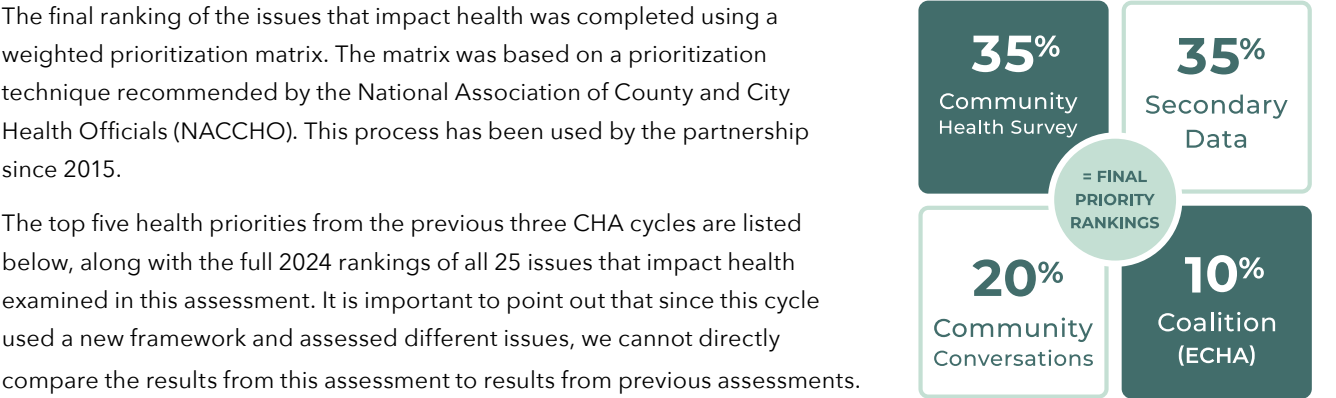 The final ranking of the issues that impact health was completed using a
weighted prioritization matrix. The matrix was based on a prioritization
technique recommended by the National Association of County and City
Health Officials (NACCHO). This process has been used by the partnership
since 2015.
The top five health priorities from the previous three CHA cycles are listed
below, along with the full 2024 rankings of all 25 issues that impact health
examined in this assessment. It is important to point out that since this cycle
used a new framework and assessed different issues, we cannot directly
compare the results from this assessment to results from previous assessments.
35%
Community
Health Survey
35%
Secondary
Data
= FINAL
PRIORITY
RANKINGS
20%
Community
Conversations
10%
Coalition
(ECHA)